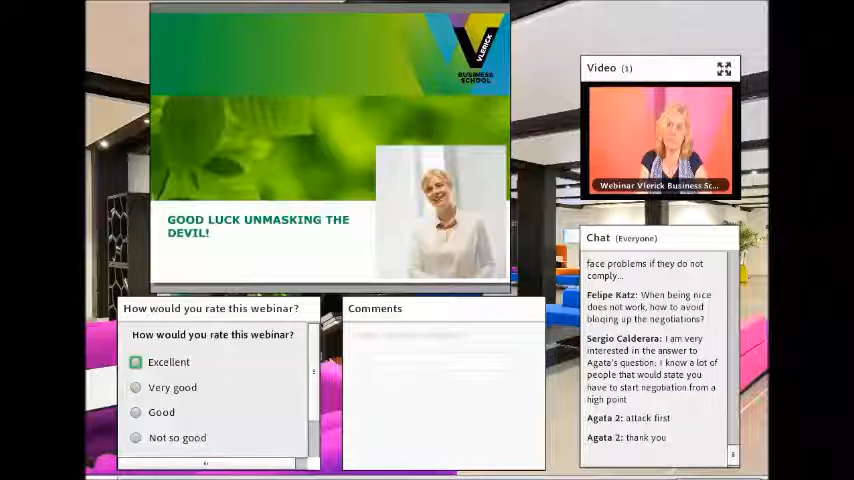 VLERICK
BUSINESS
SCHOOL
GOOD LUCK UNMASKING THE
DEVIL!
Video (1)
Webinar Vlerick Business Sc...
Chat (Everyone)
face problems if they do not
comply...
Felipe Katz: When being nice
does not work, how to avoid
bloqing up the negotiations?
Sergio Calderara: I am very
interested in the answer to
Agata's question: I know a lot of
people that would state you
have to start negotiation from a
high point
Agata 2: attack first
Agata 2: thank you
How would you rate this webinar?
How would you rate this webinar?
Excellent
Very good
Good
Not so good
Comments